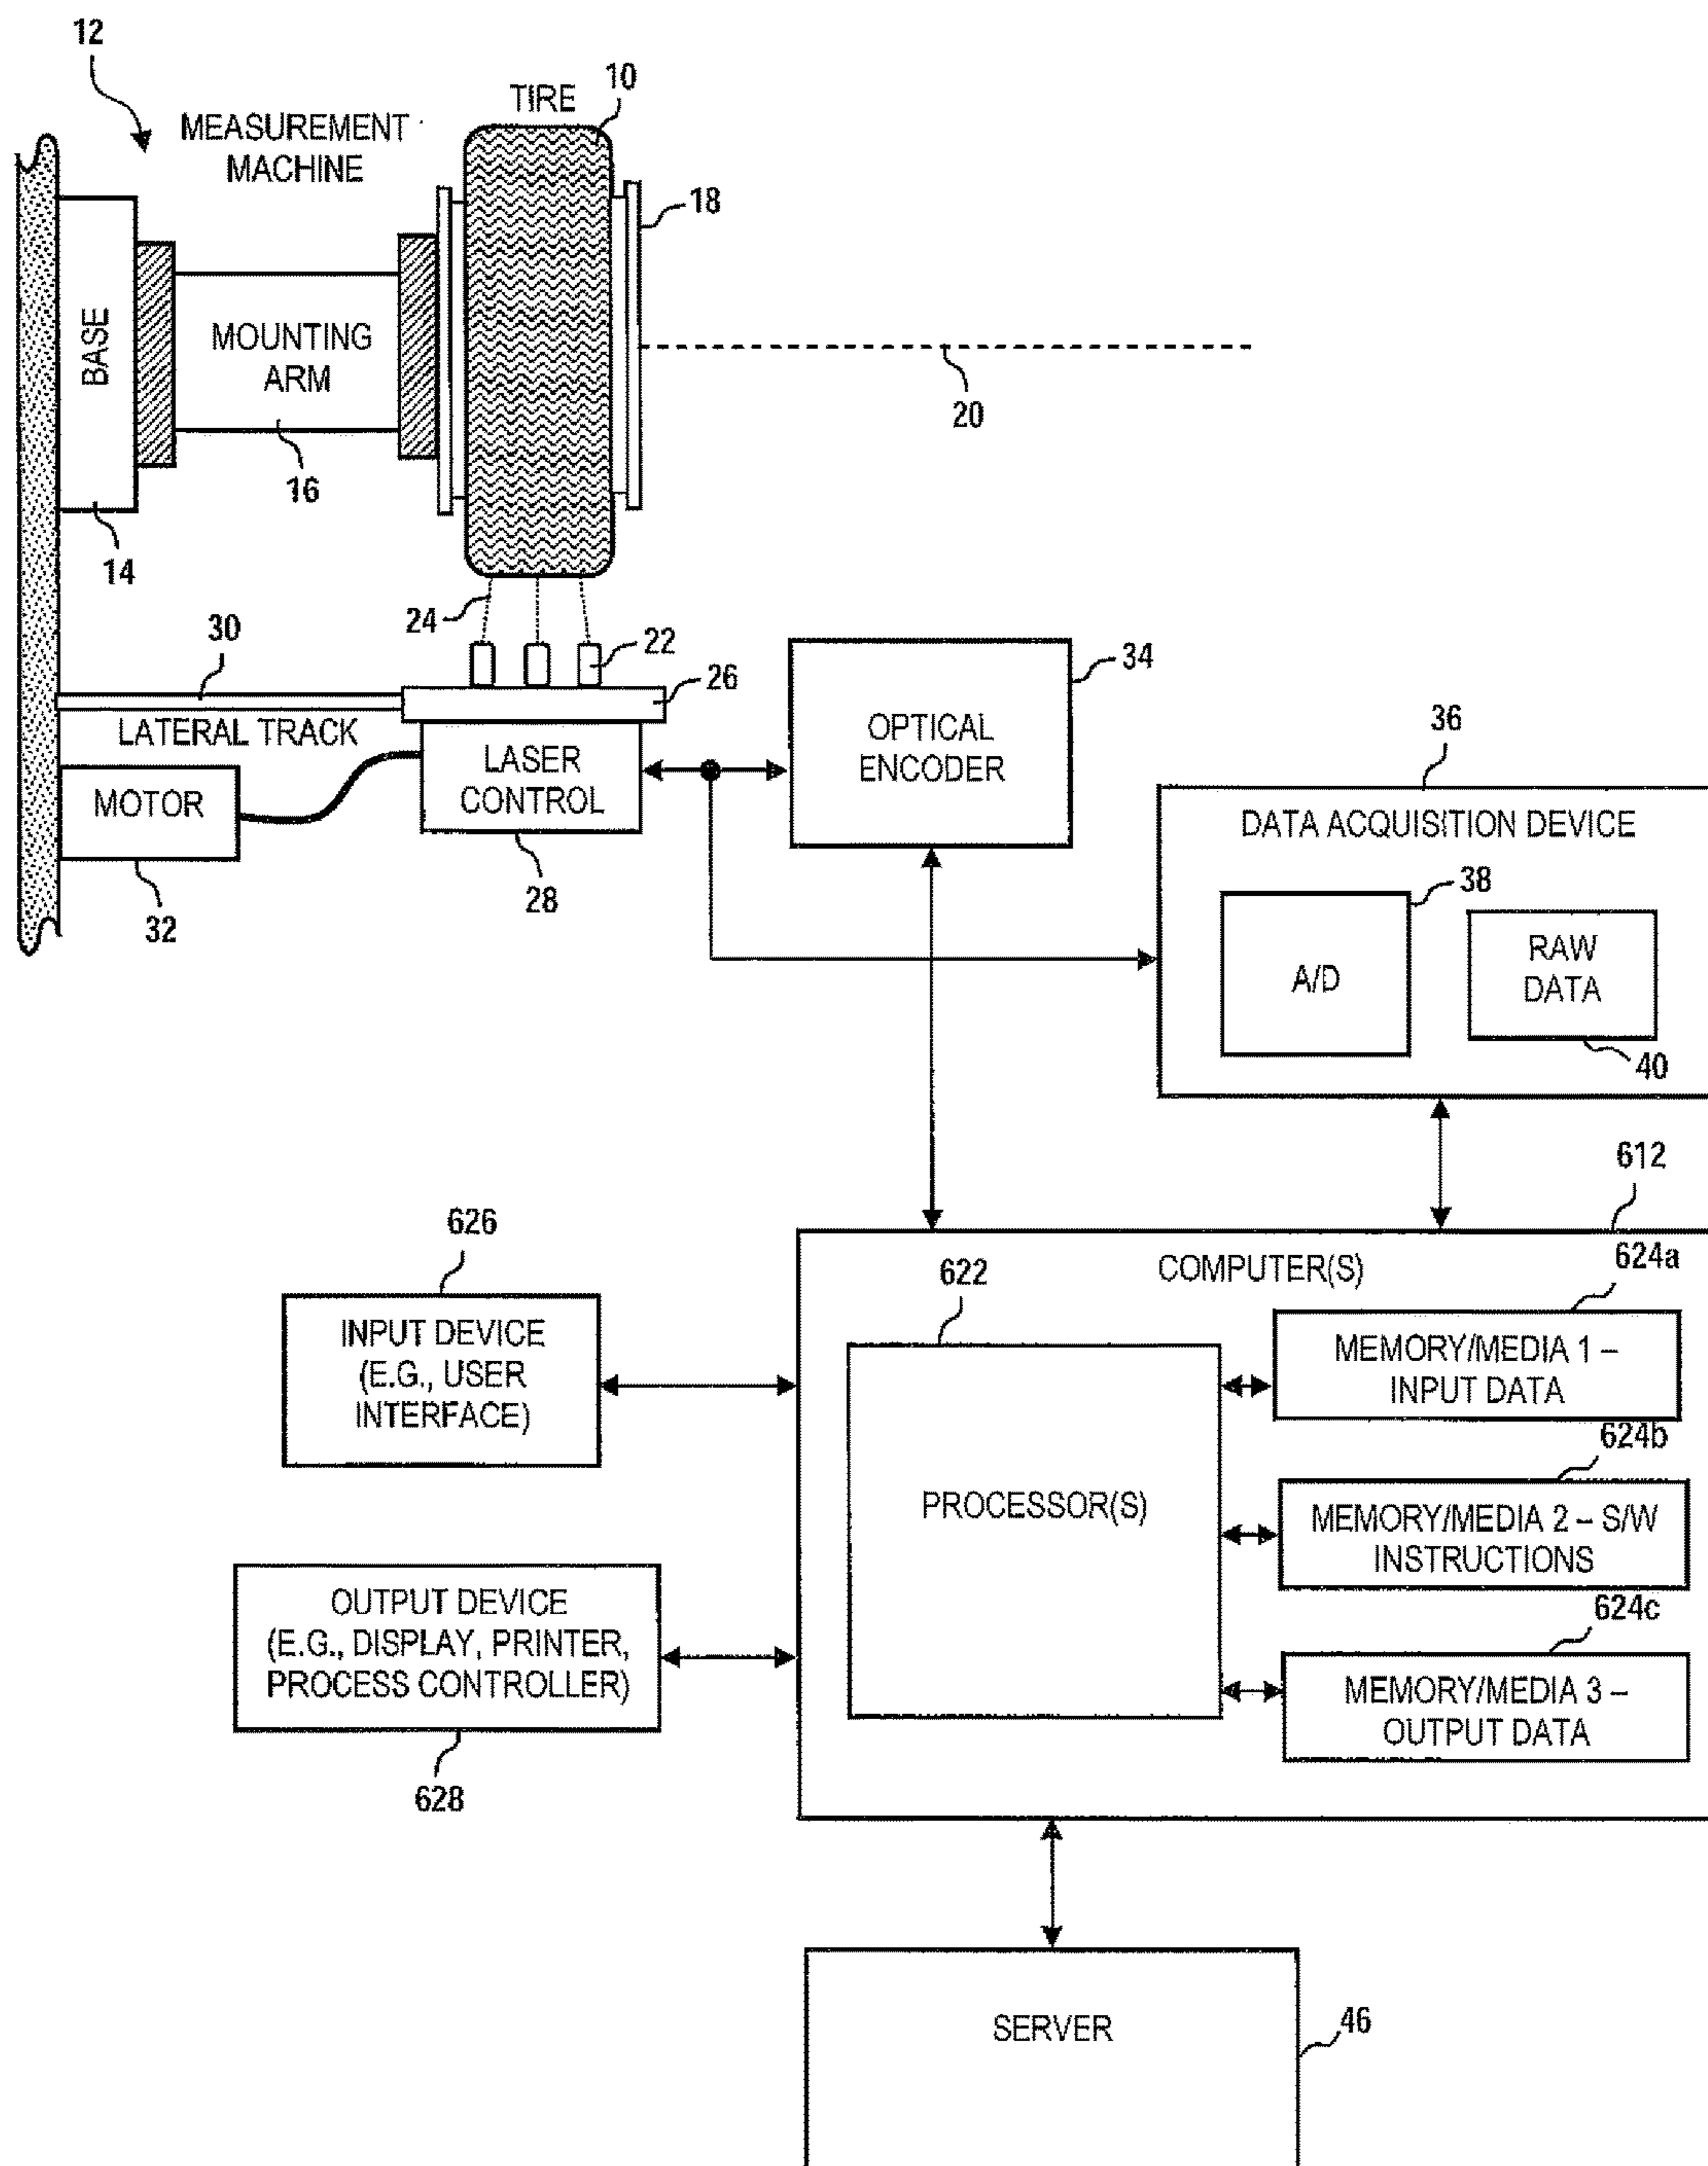 12
MEASUREMENT
MACHINE
TIRE
10
18
BASE
MOUNTING
ARM
20
16
14
24
30
22
26
LATERAL TRACK
LASER
CONTROL
MOTOR
28
32
OPTICAL
ENCODER
34
36
DATA ACQUISITION DEVICE
38
A/D
RAW
DATA
40
612
626
COMPUTER(S)
622
624a
INPUT DEVICE
(E.G., USER
INTERFACE)
MEMORY/MEDIA 1 –
INPUT DATA
624b
PROCESSOR(S)
MEMORY/MEDIA 2 – S/W
INSTRUCTIONS
624c
OUTPUT DEVICE
(E.G., DISPLAY, PRINTER,
PROCESS CONTROLLER)
MEMORY/MEDIA 3 –
OUTPUT DATA
628
SERVER
46